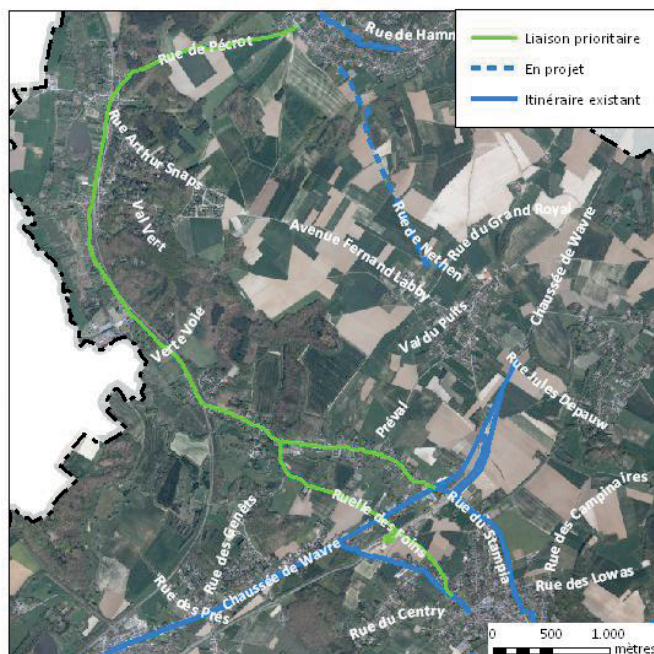 Rue de Hamm
Liaison prioritaire
En projet
Itinéraire existant
Rue de Pécrot
Rue Arthur Snaps
Val Vert
Avenue Fernand Labby
Rue de Nethen
Rue du Grand Royal
Chaussée de Wavre
Val du Puits
Verte Voie
Rue Jules Depauw
Préval
Ruelle des Foins
Rue du Stampia
Rue des Campinaires
Rue des Genêts
Chaussée de Wavre
Rue des Prés
Rue des Lowas
Rue du Centry
0 500 1.000
mètres